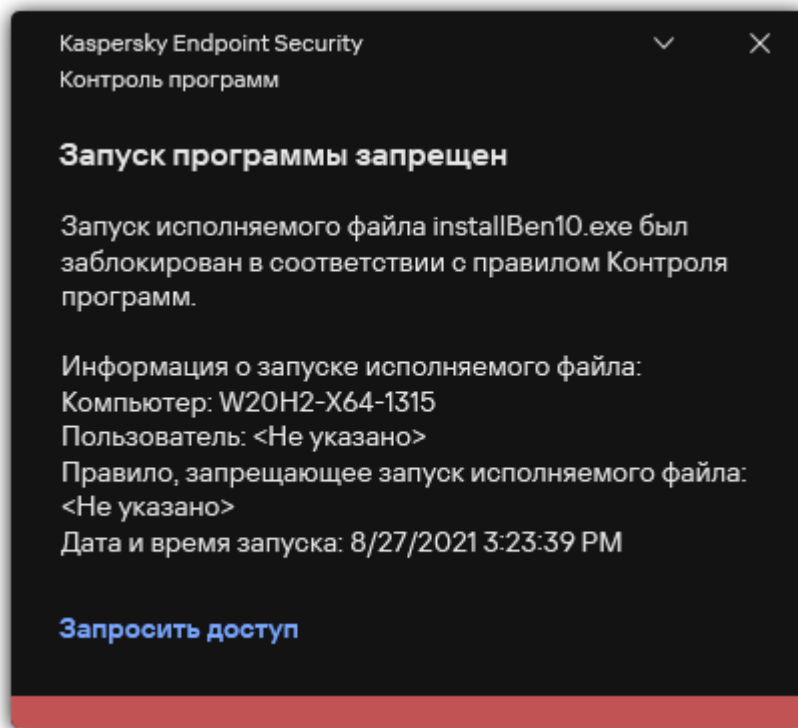 Kaspersky Endpoint Security
Контроль программ
Запуск программы запрещен
Запуск исполняемого файла installBen10.exe был
заблокирован в соответствии с правилом Контроля
программ.
Информация о запуске исполняемого файла:
Компьютер: W20H2-X64-1315
Пользователь: <Не указано>
Правило, запрещающее запуск исполняемого файла:
<Не указано>
Дата и время запуска: 8/27/2021 3:23:39 PM
Запросить доступ